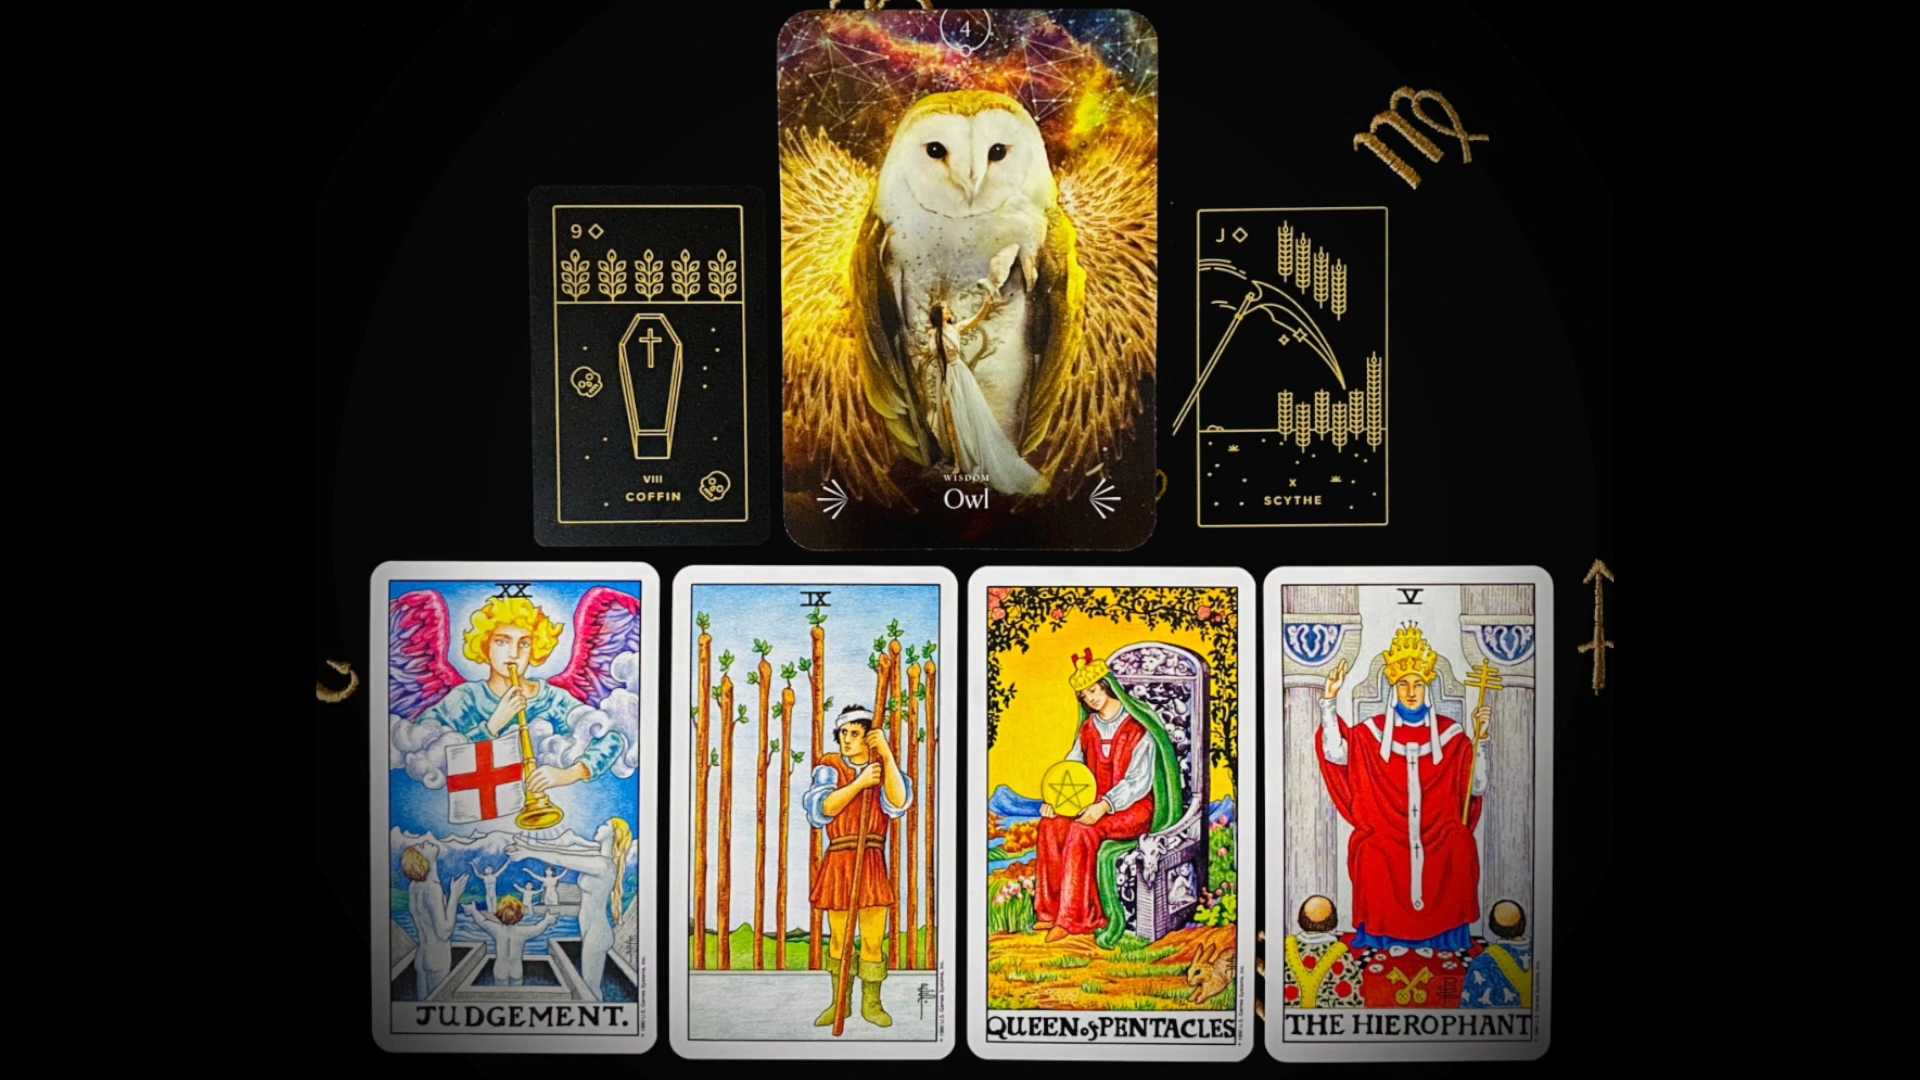 4
WISDOM
Owl
9◇
VIII
COFFIN
J◇
X
SCYTHE
XX
JUDGEMENT.
IX
QUEEN of PENTACLES
V
THE HIEROPHANT